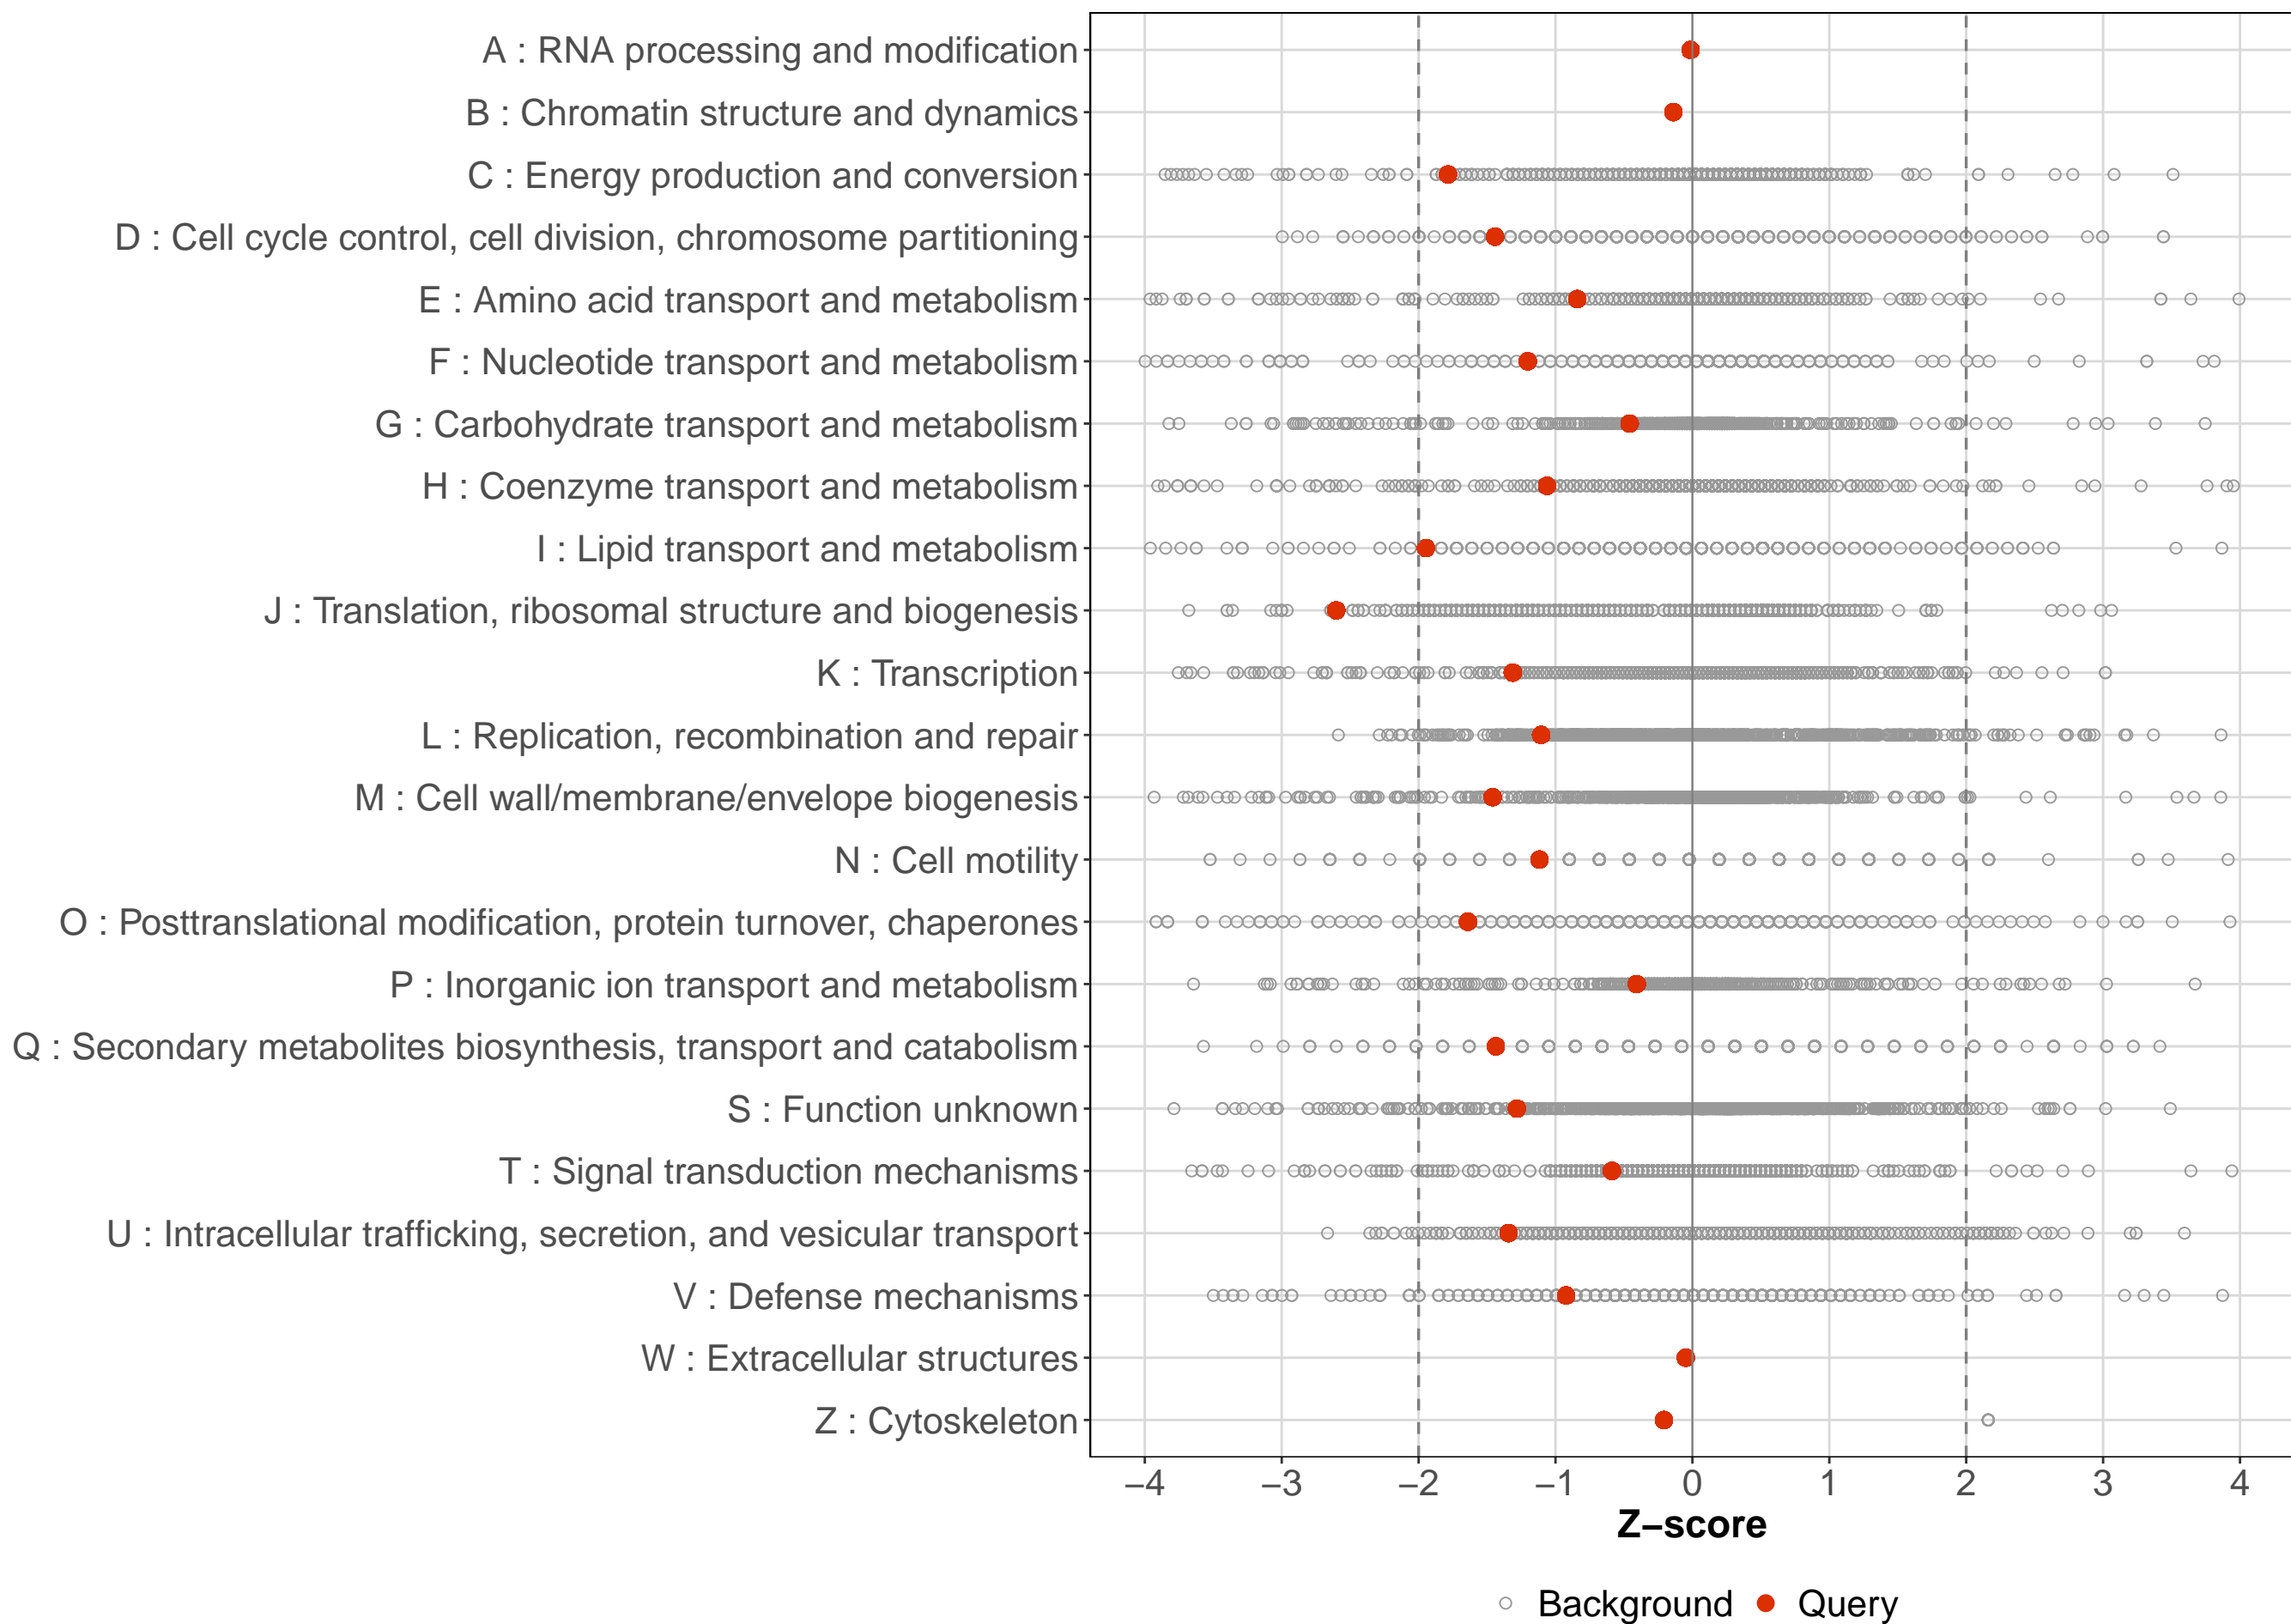 A : RNA processing and modification
B : Chromatin structure and dynamics
C : Energy production and conversion
D : Cell cycle control, cell division, chromosome partitioning
E : Amino acid transport and metabolism
F : Nucleotide transport and metabolism
G : Carbohydrate transport and metabolism
H : Coenzyme transport and metabolism
I : Lipid transport and metabolism
J : Translation, ribosomal structure and biogenesis
K : Transcription
L : Replication, recombination and repair
M : Cell wall/membrane/envelope biogenesis
N : Cell motility
O : Posttranslational modification, protein turnover, chaperones
P : Inorganic ion transport and metabolism
Q : Secondary metabolites biosynthesis, transport and catabolism
S : Function unknown
T : Signal transduction mechanisms
U : Intracellular trafficking, secretion, and vesicular transport
V : Defense mechanisms
W : Extracellular structures
Z : Cytoskeleton
−4 −3 −2 −1 0 1 2 3 4
Z−score
Background Query